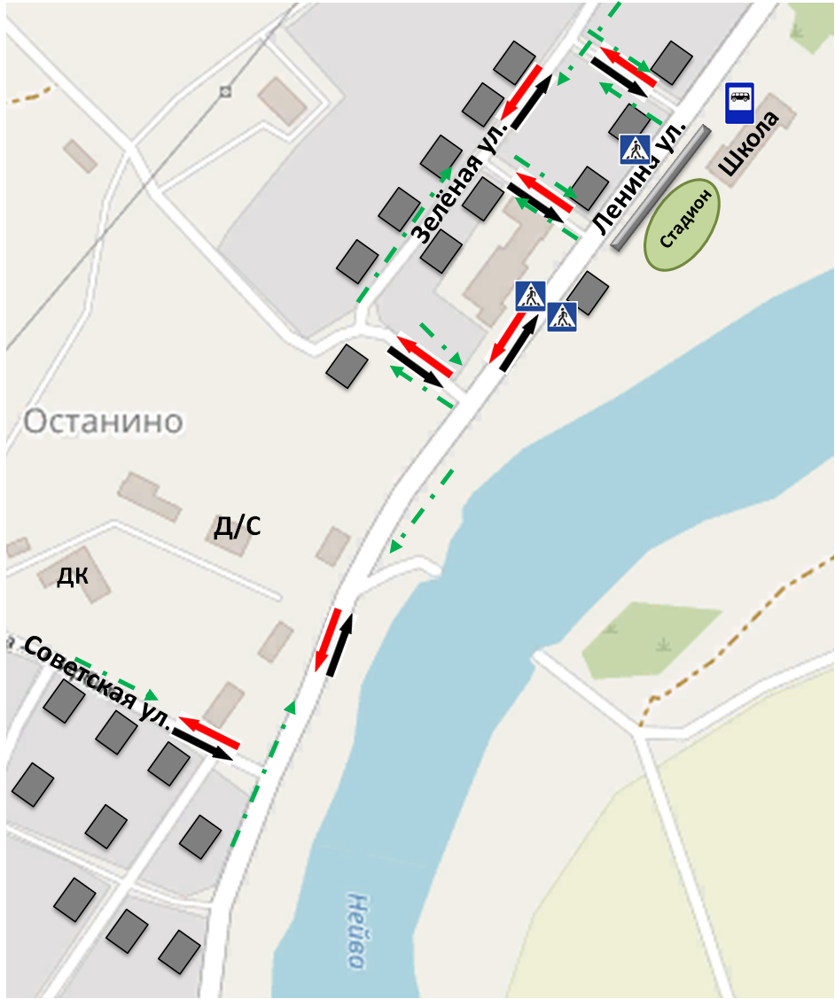 Зелёная ул.
Ленина ул.
Школа
Стадион
Останино
Д/С
ДК
а
Советская ул.
Нейво